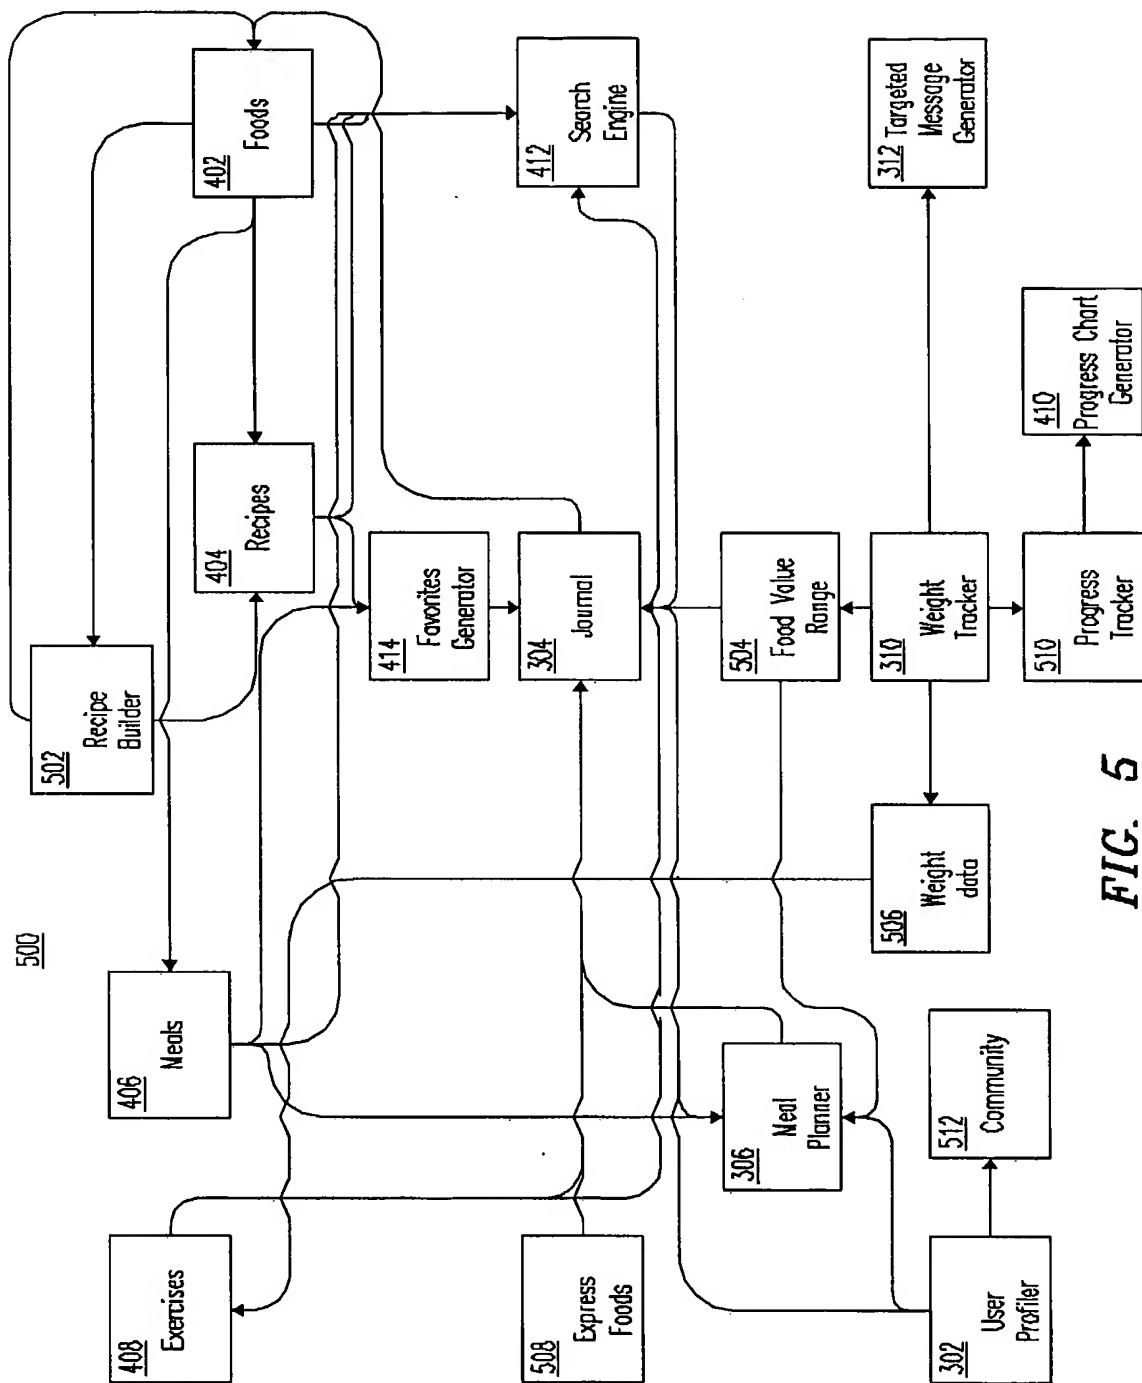 500
502
Recipe
Builder
408
Exercises
406
Meals
404
Recipes
402
Foods
414
Favorites
Generator
508
Express
Foods
304
Journal
412
Search
Engine
306
Meal
Planner
504
Food Value
Range
506
Weight
data
310
Weight
Tracker
312
Targeted
Message
Generator
302
User
Profiler
512
Community
510
Progress
Tracker
410
Progress Chart
Generator
FIG. 5